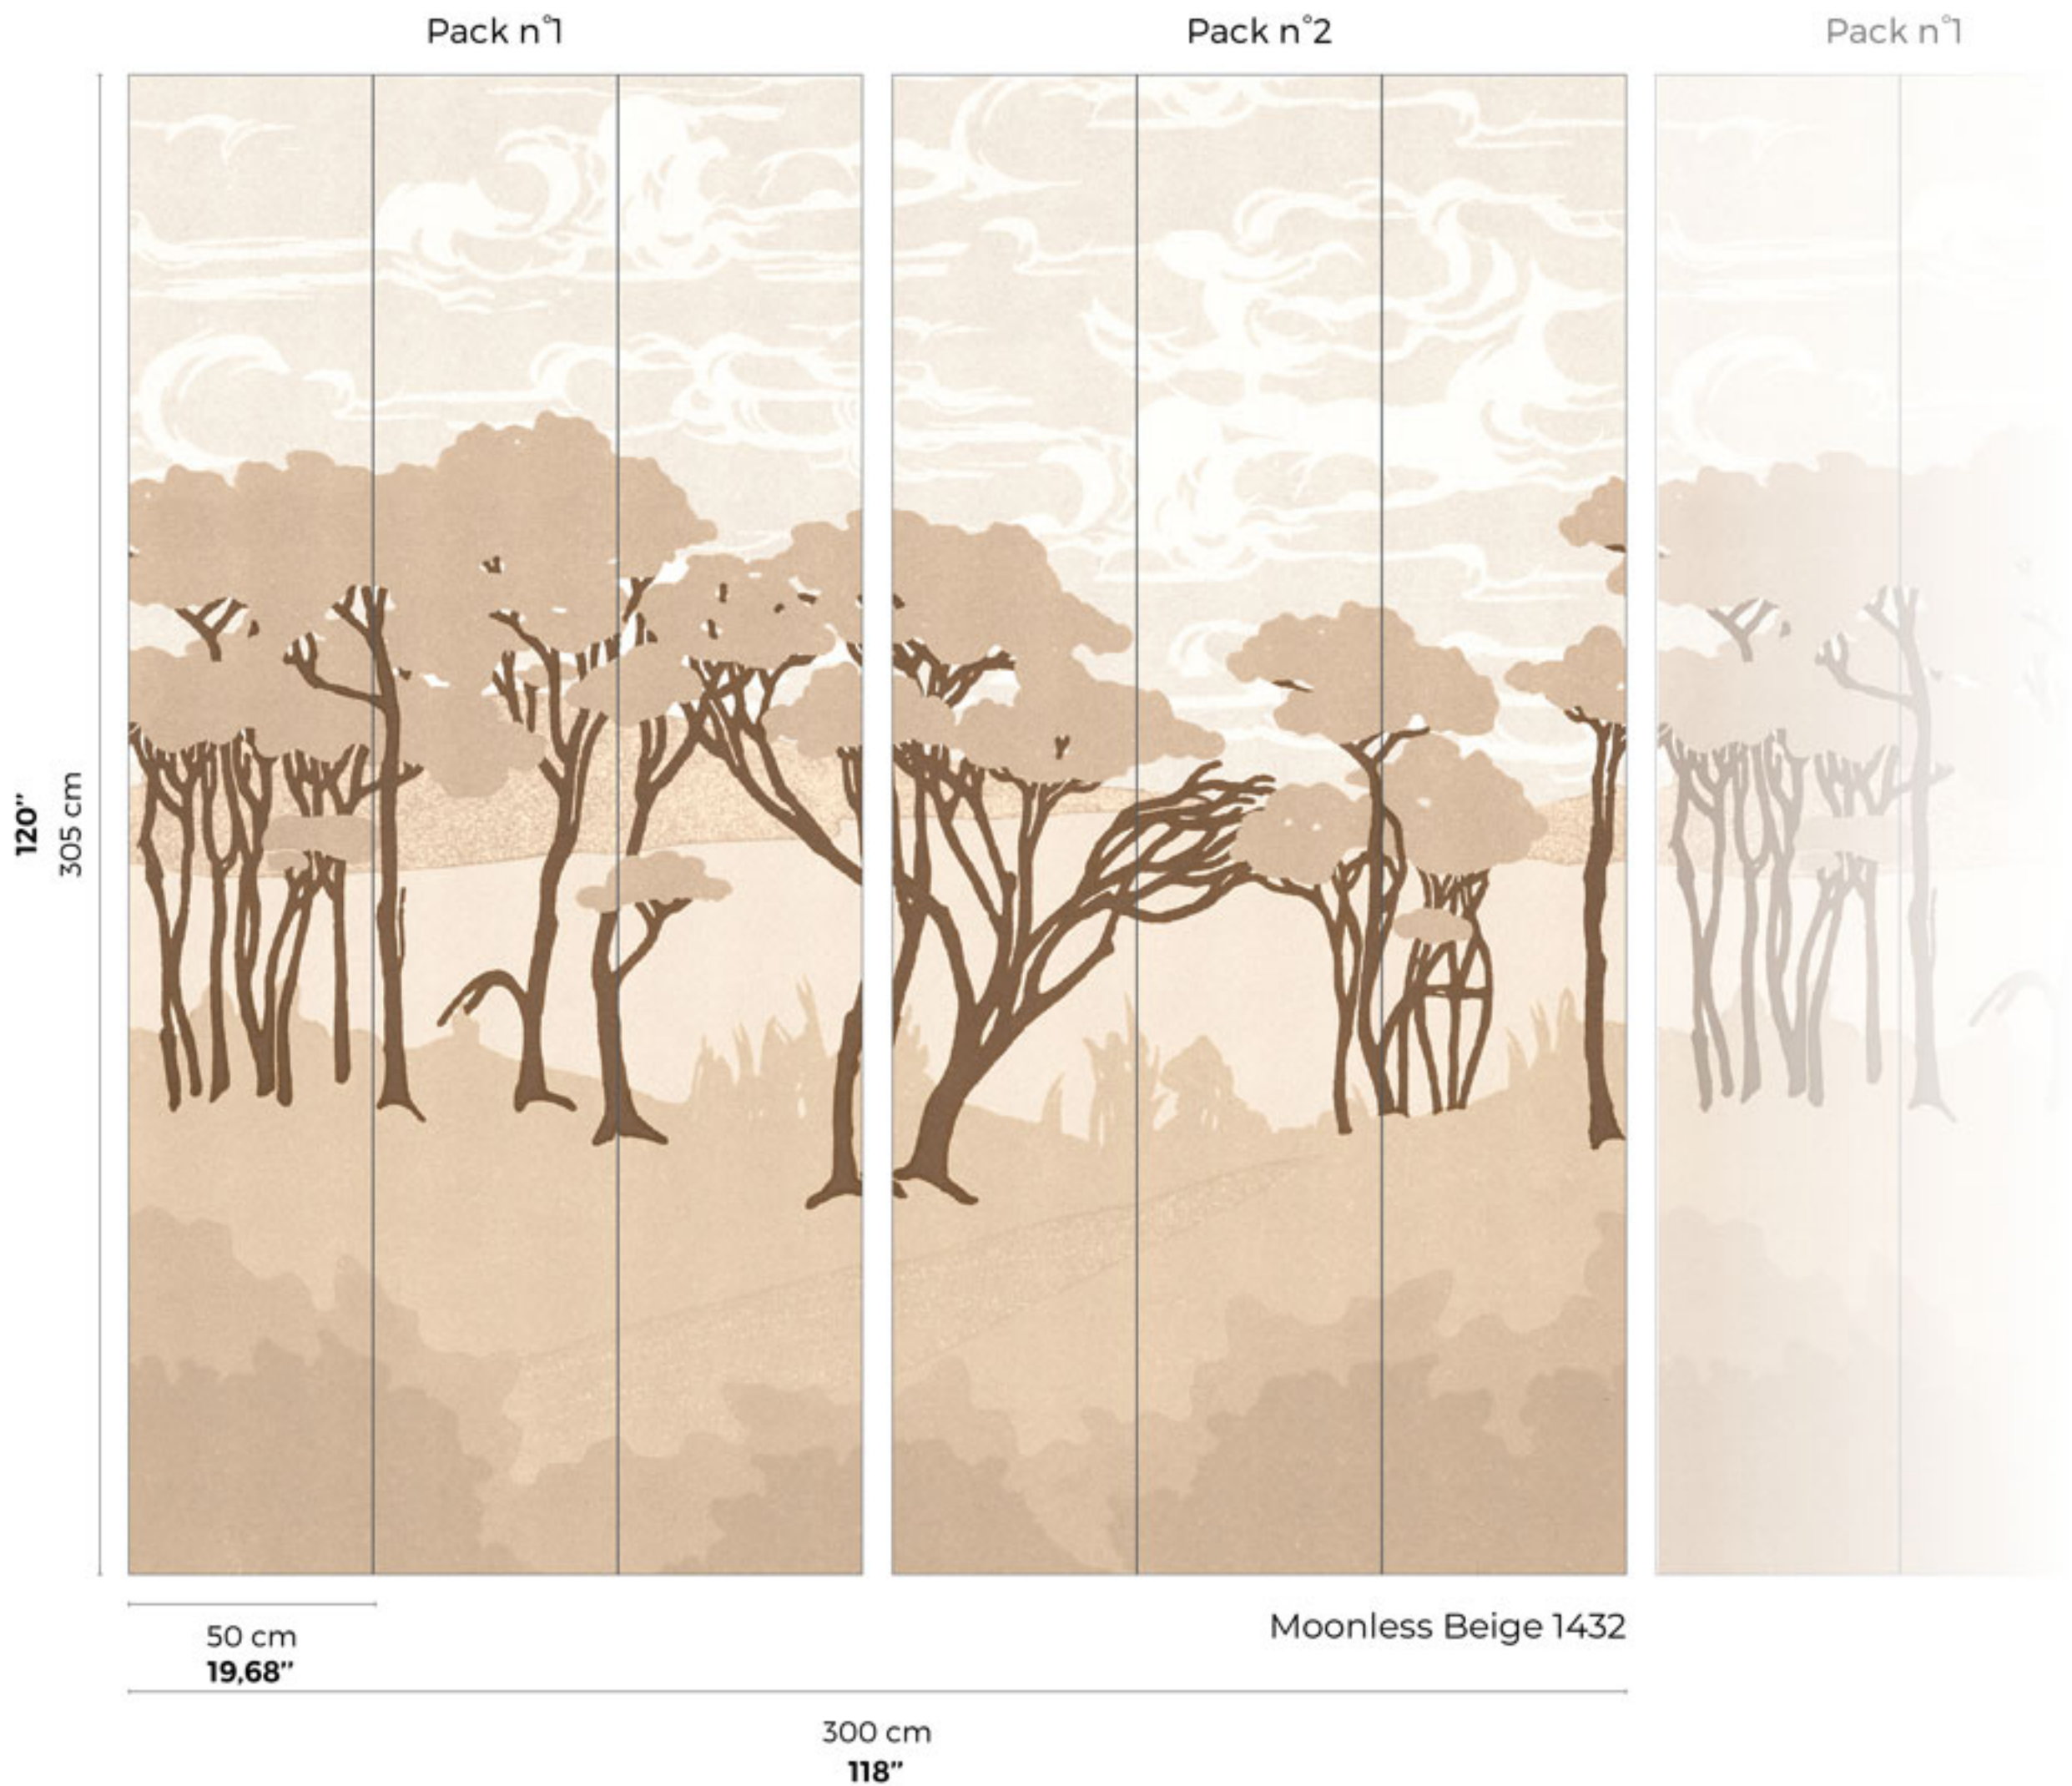 Pack n°1
Pack n°2
Pack n°1
120”
305 cm
50 cm
19,68”
Moonless Beige 1432
300 cm
118”